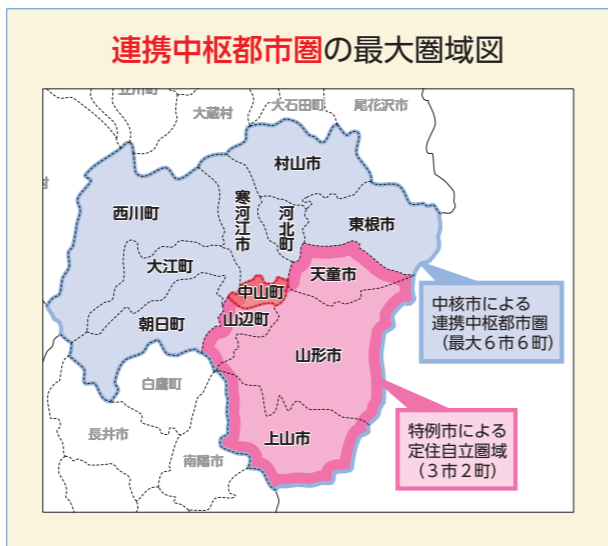 連携中枢都市圏の最大圏域図
立川町
大蔵村
大石田町
尾花沢市
村
村山市
西川町
寒河江市
河北町
東根市
大江町
天童市
中山町
朝日町
山辺町
山形市
中核市による
連携中枢都市圏
(最大6市6町)
白鷹町
長井市
上山市
南陽市
特例市による
定住自立圏域
(3市2町)